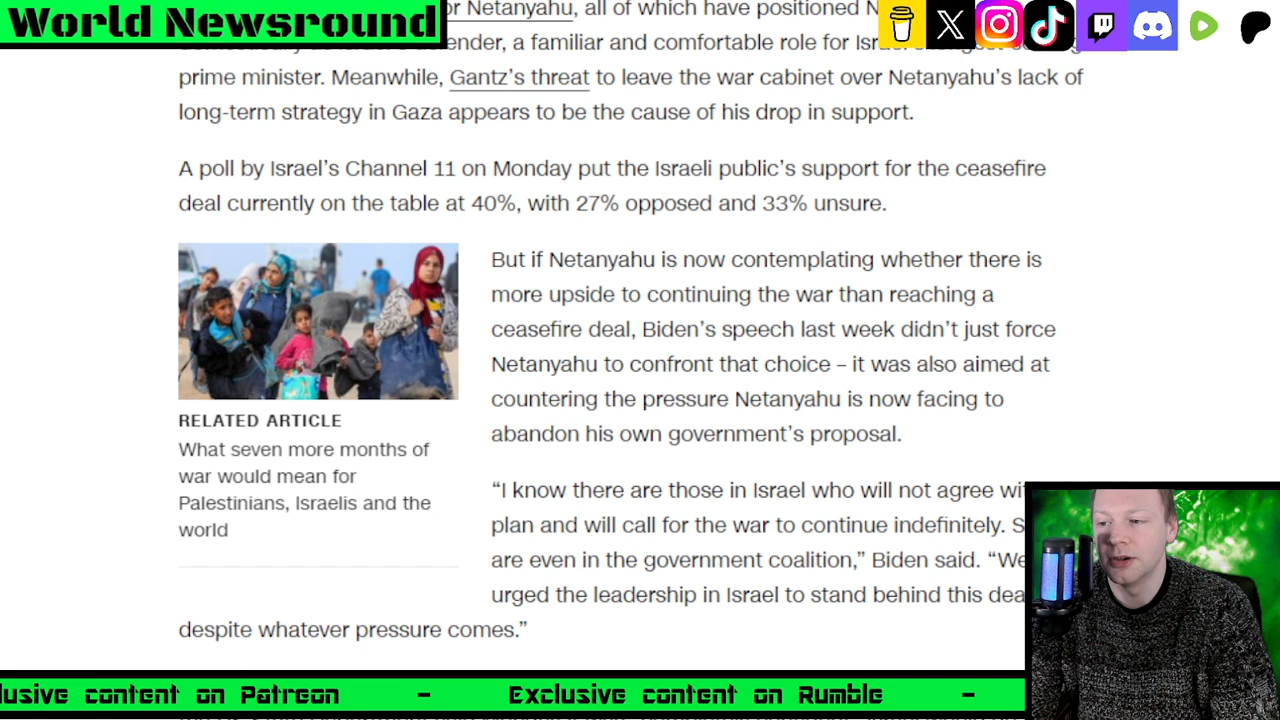 World Newsround
or Netanyahu, all of which have positioned N
ender, a familiar and comfortable role for Isr
prime minister. Meanwhile, Gantz’s threat to leave the war cabinet over Netanyahu’s lack of
long-term strategy in Gaza appears to be the cause of his drop in support.
A poll by Israel’s Channel 11 on Monday put the Israeli public’s support for the ceasefire
deal currently on the table at 40%, with 27% opposed and 33% unsure.
But if Netanyahu is now contemplating whether there is
more upside to continuing the war than reaching a
ceasefire deal, Biden’s speech last week didn’t just force
Netanyahu to confront that choice – it was also aimed at
countering the pressure Netanyahu is now facing to
abandon his own government’s proposal.
RELATED ARTICLE
What seven more months of
war would mean for
Palestinians, Israelis and the
world
“I know there are those in Israel who will not agree wi
plan and will call for the war to continue indefinitely. S
are even in the government coalition,” Biden said. “We
urged the leadership in Israel to stand behind this dea
despite whatever pressure comes.”
lusive content on Patreon - Exclusive content on Rumble -